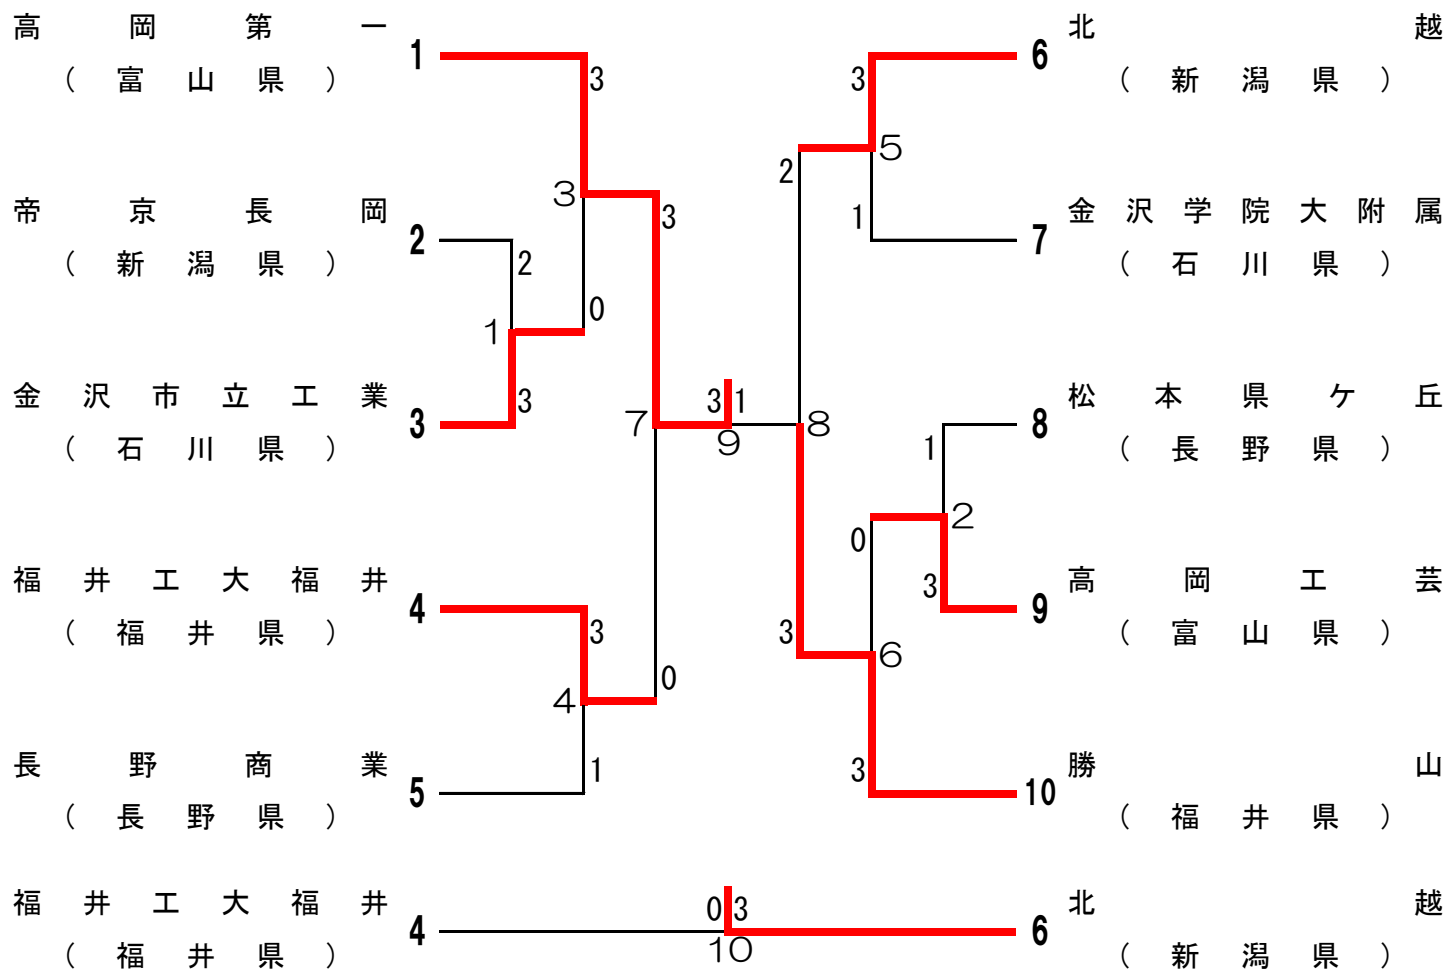 高岡第一
1
(富山県)
3
3
3
帝京長岡
2
(新潟県)
2
0
1
金沢市立工業
3
(石川県)
3
7
福井工大福井
4
(福井県)
3
0
4
長野商業
5
(長野県)
1
3 1
9
北越
6
(新潟県)
3
5
2
金沢学院大附属
7
(石川県)
1
松本県ケ丘
8
(長野県)
1
8
2
0
高岡工芸
9
(富山県)
3
3
6
勝山
10
(福井県)
3
福井工大福井
4
(福井県)
0 3
10
北越
6
(新潟県)